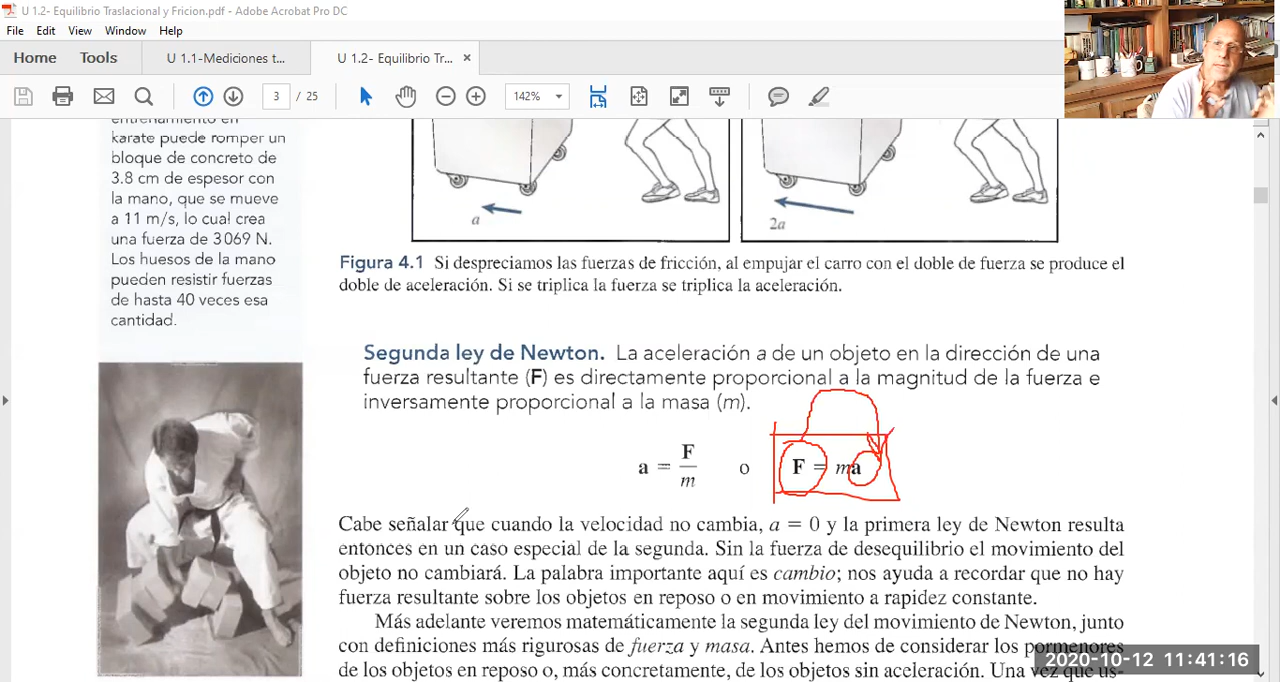 U 1.2- Equilibrio Traslacional y Fricion.pdf - Adobe Acrobat Pro DC
File Edit View Window Help
Home Tools U 1.1-Mediciones t... U 1.2- Equilibrio Tr... ×
3 / 25 142%
entrenamiento en
karate puede romper un
bloque de concreto de
3.8 cm de espesor con
la mano, que se mueve
a 11 m/s, lo cual crea
una fuerza de 3 069 N.
Los huesos de la mano
pueden resistir fuerzas
de hasta 40 veces esa
cantidad.
a
2a
Figura 4.1 Si despreciamos las fuerzas de fricción, al empujar el carro con el doble de fuerza se produce el
doble de aceleración. Si se triplica la fuerza se triplica la aceleración.
Segunda ley de Newton. La aceleración a de un objeto en la dirección de una
fuerza resultante (F) es directamente proporcional a la magnitud de la fuerza e
inversamente proporcional a la masa (m).
a = F/m o F = ma
Cabe señalar que cuando la velocidad no cambia, a = 0 y la primera ley de Newton resulta
entonces en un caso especial de la segunda. Sin la fuerza de desequilibrio el movimiento del
objeto no cambiará. La palabra importante aquí es cambio; nos ayuda a recordar que no hay
fuerza resultante sobre los objetos en reposo o en movimiento a rapidez constante.
Más adelante veremos matemáticamente la segunda ley del movimiento de Newton, junto
con definiciones más rigurosas de fuerza y masa. Antes hemos de considerar los pormenores
de los objetos en reposo o, más concretamente, de los objetos sin aceleración. Una vez que us-
2020-10-12 11:41:16